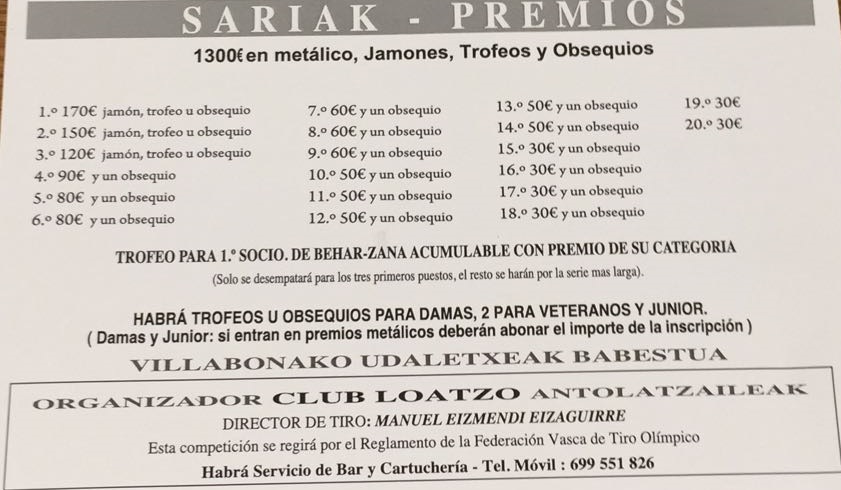 SARIAK - PREMIOS
1300€ en metálico, Jamones, Trofeos y Obsequios
1.º 170€ jamón, trofeo u obsequio
2.º 150€ jamón, trofeo u obsequio
3.º 120€ jamón, trofeo u obsequio
4.º 90€ y un obsequio
5.º 80€ y un obsequio
6.º 80€ y un obsequio
7.º 60€ y un obsequio
8.º 60€ y un obsequio
9.º 60€ y un obsequio
10.º 50€ y un obsequio
11.º 50€ y un obsequio
12.º 50€ y un obsequio
13.º 50€ y un obsequio
14.º 50€ y un obsequio
15.º 30€ y un obsequio
16.º 30€ y un obsequio
17.º 30€ y un obsequio
18.º 30€ y un obsequio
19.º 30€
20.º 30€
TROFEO PARA 1.º SOCIO. DE BEHAR-ZANA ACUMULABLE CON PREMIO DE SU CATEGORIA
(Solo se desempatará para los tres primeros puestos, el resto se harán por la serie mas larga).
HABRÁ TROFEOS U OBSEQUIOS PARA DAMAS, 2 PARA VETERANOS Y JUNIOR.
( Damas y Junior: si entran en premios metálicos deberán abonar el importe de la inscripción )
VILLABONAKO UDALETXEAK BABESTUA
ORGANIZADOR CLUB LOATZO ANTOLATZAILEAK
DIRECTOR DE TIRO: MANUEL EIZMENDI EIZAGUIRRE
Esta competición se regirá por el Reglamento de la Federación Vasca de Tiro Olímpico
Habrá Servicio de Bar y Cartuchería - Tel. Móvil : 699 551 826